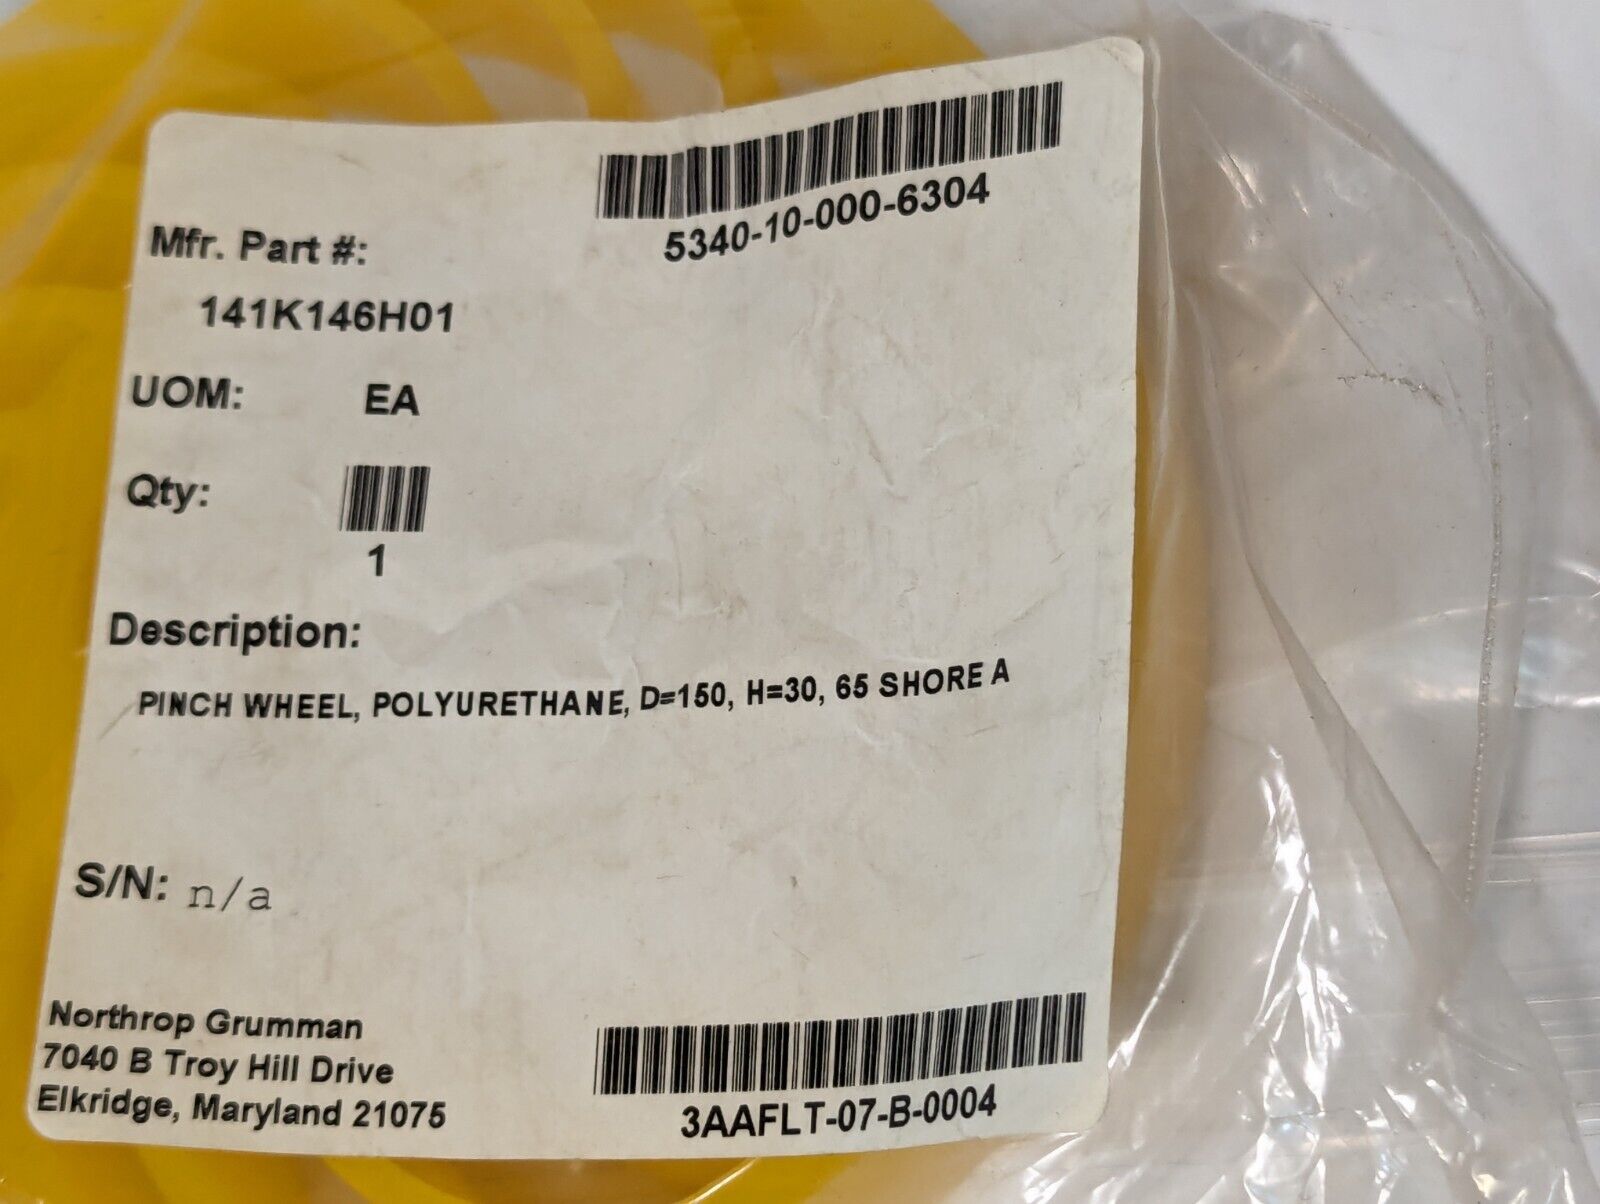 5340-10-000-6304
Mfr. Part #:
141K146H01
UOM: EA
Qty:
1
Description:
PINCH WHEEL, POLYURETHANE, D=150, H=30, 65 SHORE A
S/N: n/a
Northrop Grumman
7040 B Troy Hill Drive
Elkridge, Maryland 21075
3AAFLT-07-B-0004